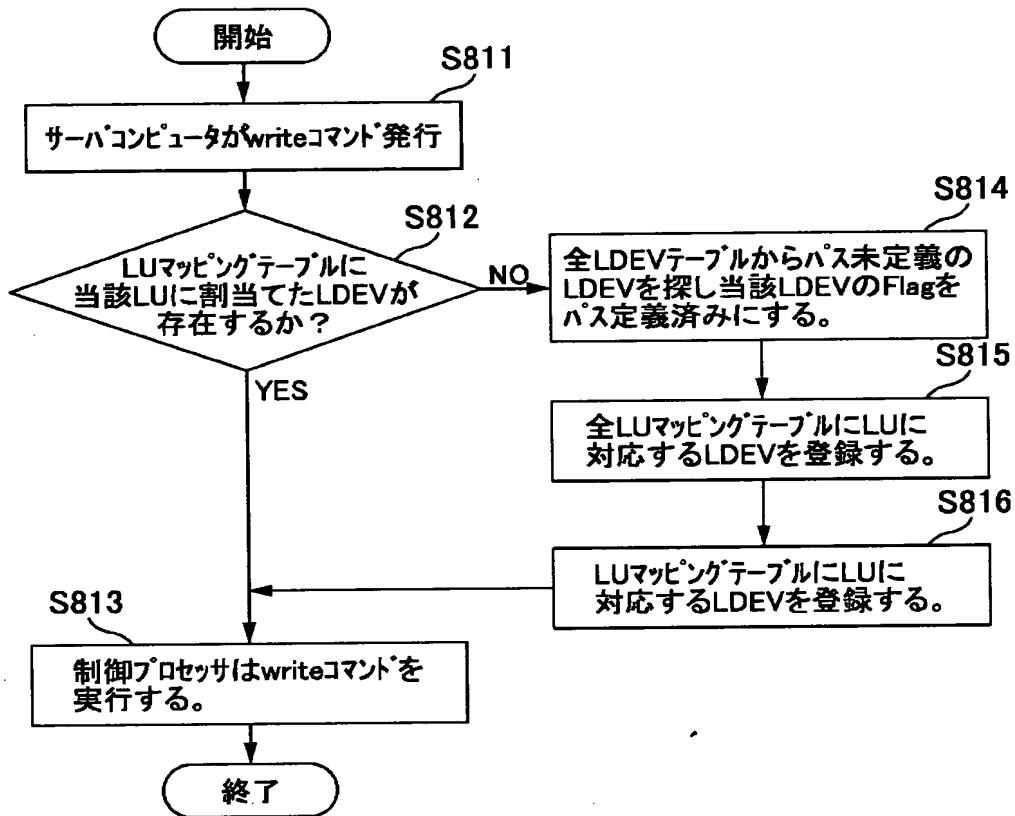 開始
S811
サーバコンピュータがwriteコマンド発行
S812
LUマッピングテーブルに
当該LUに割当てたLDEVが
存在するか？
NO
YES
S814
全LDEVテーブルからパス未定義の
LDEVを探し当該LDEVのFlagを
パス定義済みにする。
S815
全LUマッピングテーブルにLUに
対応するLDEVを登録する。
S816
LUマッピングテーブルにLUに
対応するLDEVを登録する。
S813
制御プロセッサはwriteコマンドを
実行する。
終了